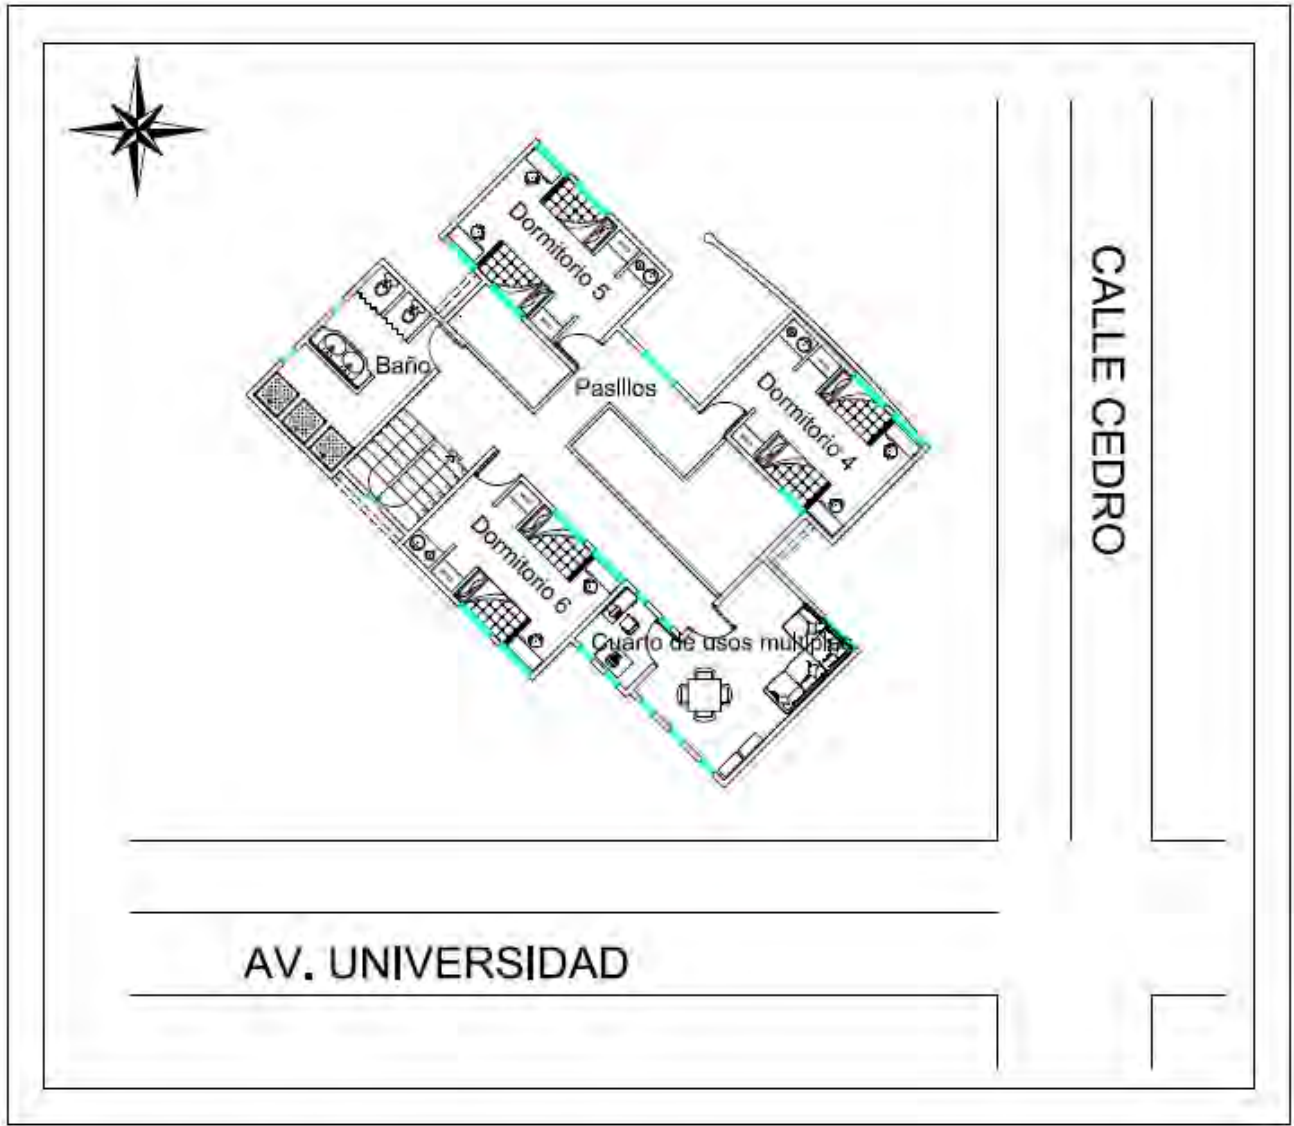 Dormitorio 5
Baño
Pasillos
Dormitorio 4
Dormitorio 6
Cuarto de usos multiples
CALLE CEDRO
AV. UNIVERSIDAD